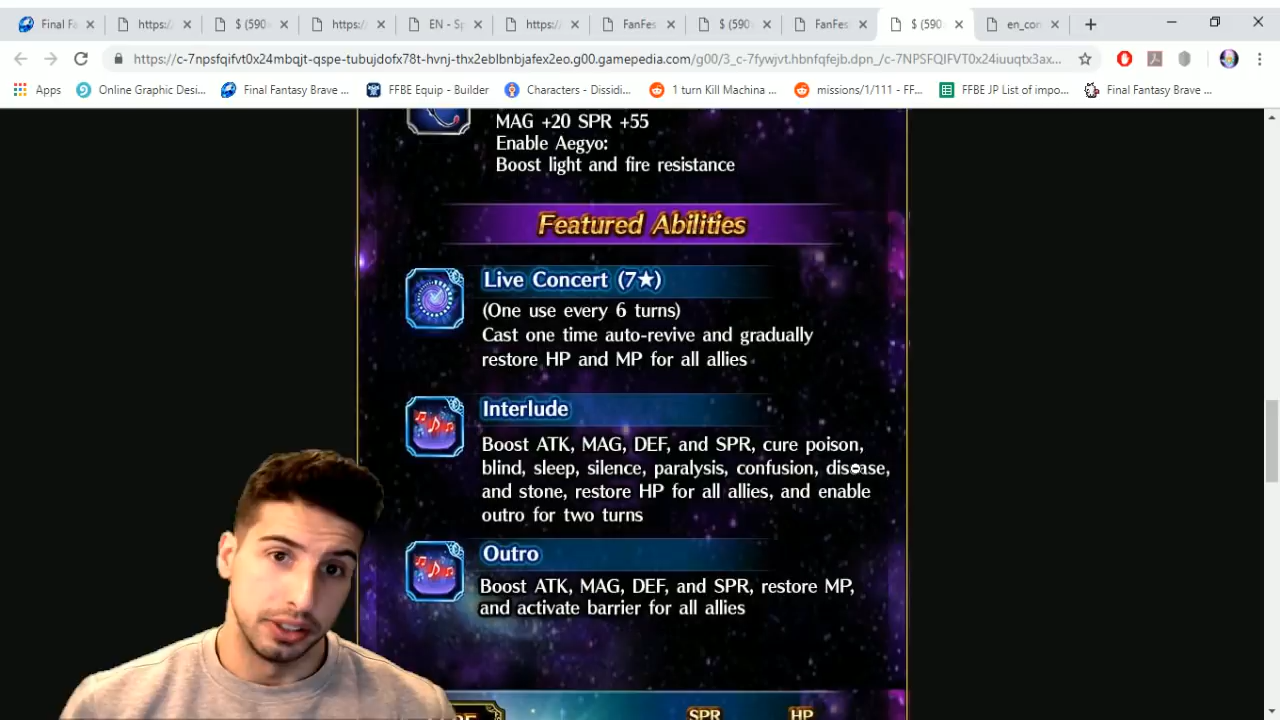 Final Fa
https:/
$ (590
https:/
EN - Sp
https:/
FanFes
$ (590
FanFes
$ (590
en_con
https://c-7npsfqifvt0x24mbqjt-qspe-tubujdofx78t-hvnj-thx2eblbnbjafex2eo.g00.gamepedia.com/g00/3_c-7fywjvt.hbnfqfejb.dpn_/c-7NPSFQIFVT0x24iuuqtx3ax...
Apps
Online Graphic Desi...
Final Fantasy Brave ...
FFBE Equip - Builder
Characters - Dissidi...
1 turn Kill Machina ...
missions/1/111 - FF...
FFBE JP List of impo...
Final Fantasy Brave ...
MAG +20 SPR +55
Enable Aegyo:
Boost light and fire resistance
Featured Abilities
Live Concert (7★)
(One use every 6 turns)
Cast one time auto-revive and gradually
restore HP and MP for all allies
Interlude
Boost ATK, MAG, DEF, and SPR, cure poison,
blind, sleep, silence, paralysis, confusion, disease,
and stone, restore HP for all allies, and enable
outro for two turns
Outro
Boost ATK, MAG, DEF, and SPR, restore MP,
and activate barrier for all allies
SPR
HP